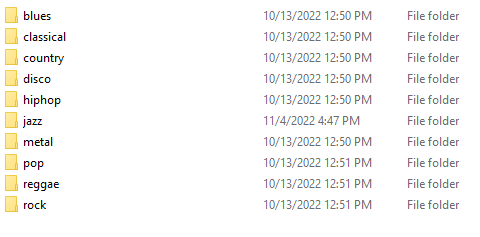 blues 10/13/2022 12:50 PM File folder
classical 10/13/2022 12:50 PM File folder
country 10/13/2022 12:50 PM File folder
disco 10/13/2022 12:50 PM File folder
hiphop 10/13/2022 12:50 PM File folder
jazz 11/4/2022 4:47 PM File folder
metal 10/13/2022 12:50 PM File folder
pop 10/13/2022 12:51 PM File folder
reggae 10/13/2022 12:51 PM File folder
rock 10/13/2022 12:51 PM File folder